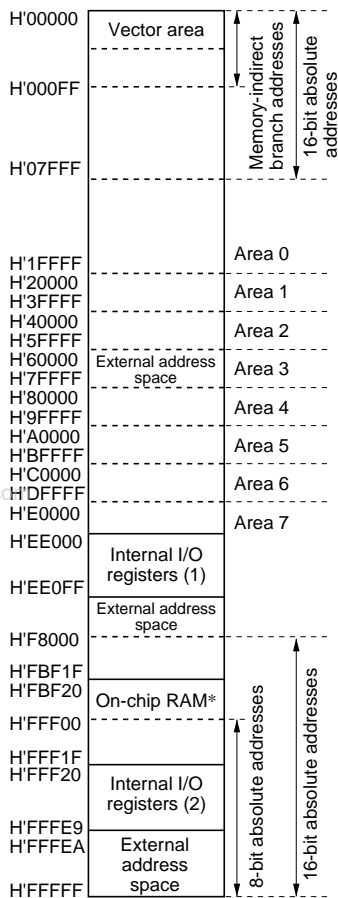 H'00000
Vector area
H'000FF
Memory-indirect
branch addresses
16-bit absolute
addresses
H'07FFF
H'1FFFF
Area 0
H'20000
H'3FFFF
Area 1
H'40000
H'5FFFF
Area 2
H'60000
H'7FFFF
External address
space
Area 3
H'80000
H'9FFFF
Area 4
H'A0000
H'BFFFF
Area 5
H'C0000
H'DFFFF
Area 6
H'E0000
Area 7
H'EE000
Internal I/O
registers (1)
H'EE0FF
External address
space
H'F8000
H'FBF1F
H'FBF20
On-chip RAM*
H'FFF00
H'FFF1F
H'FFF20
Internal I/O
registers (2)
H'FFFE9
H'FFFEA
External
address
space
H'FFFFF
8-bit absolute addresses
16-bit absolute addresses